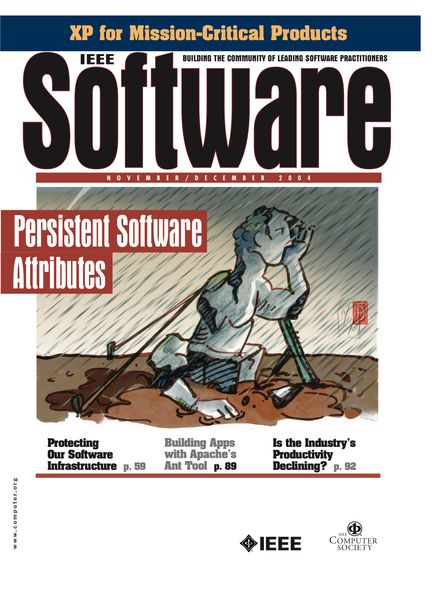 XP for Mission-Critical Products
IEEE
BUILDING THE COMMUNITY OF LEADING SOFTWARE PRACTITIONERS
Software
NOVEMBER/DECEMBER 2004
Persistent Software
Attributes
Protecting
Our Software
Infrastructure p. 59
Building Apps
with Apache's
Ant Tool p. 89
Is the Industry's
Productivity
Declining? p. 92
www.computer.org
IEEE
IEEE
COMPUTER
SOCIETY